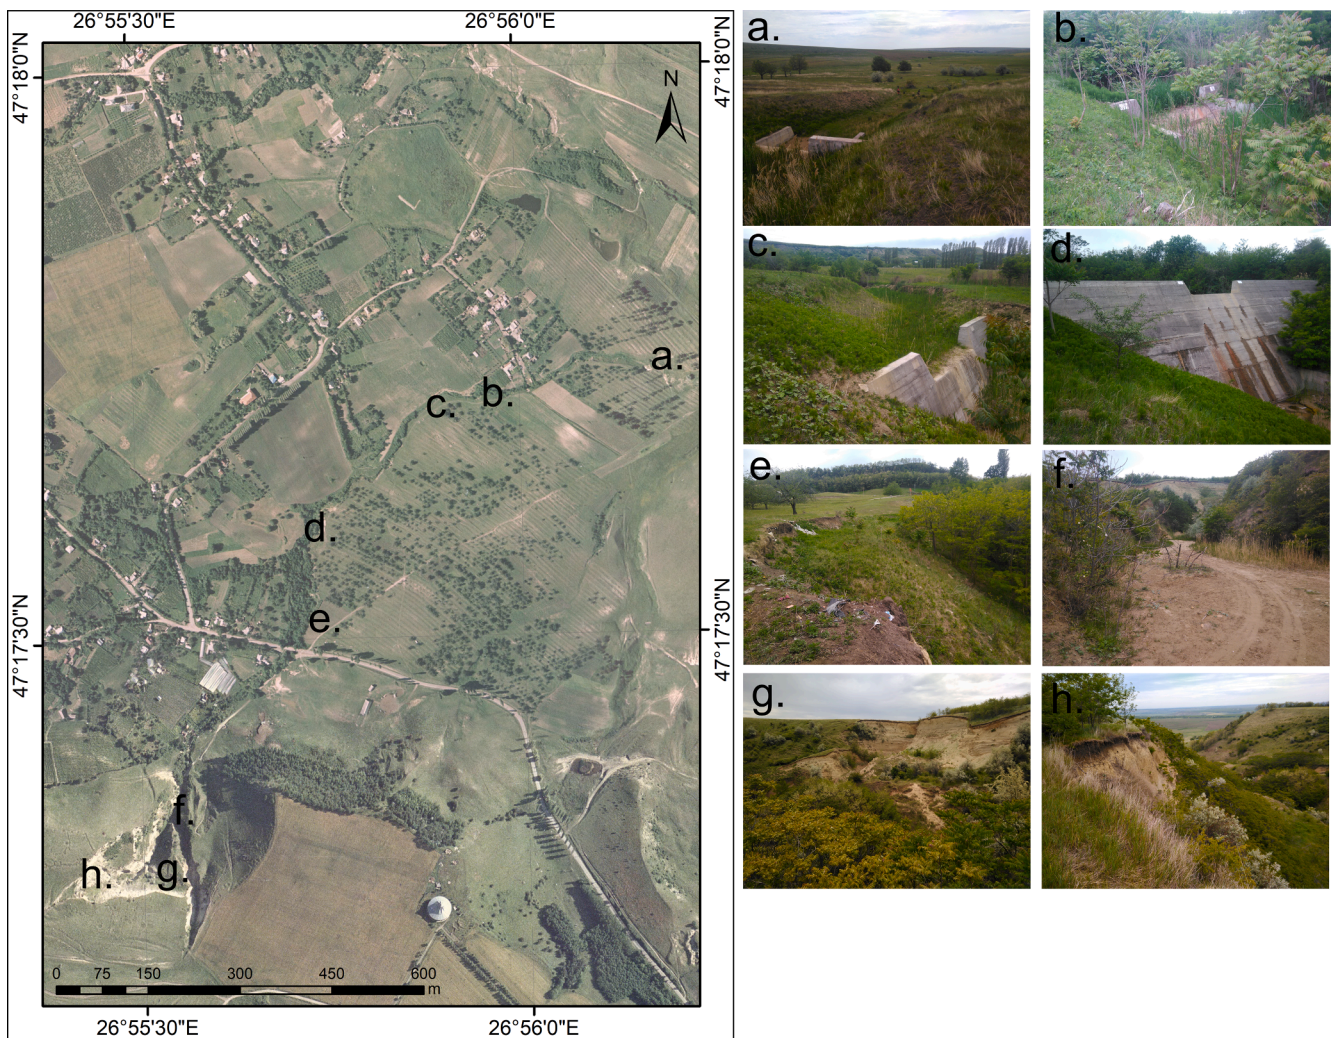 26°55'30"E 26°56'0"E
47°18'0"N 47°18'0"N
N
a.
b.
c.
d.
e.
f.
g.
h.
47°17'30"N 47°17'30"N
0 75 150 300 450 600
m
26°55'30"E 26°56'0"E
a. b.
c. d.
e. f.
g. h.